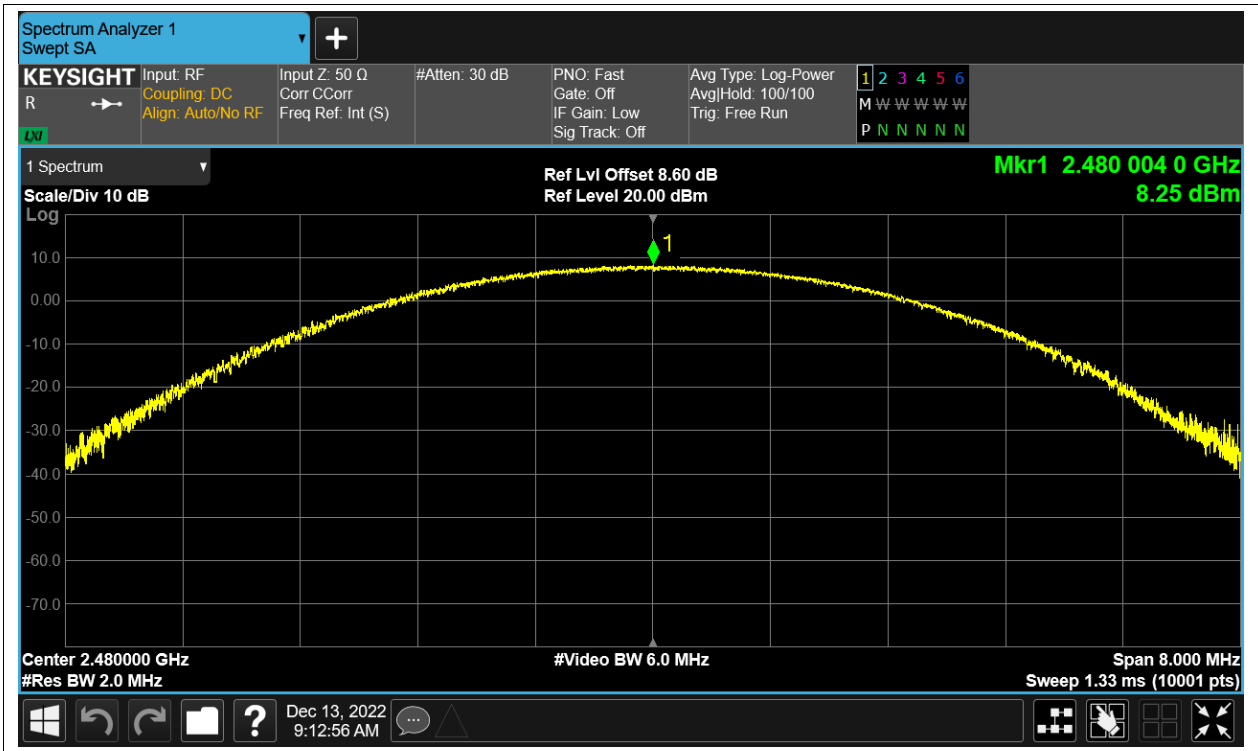 Spectrum Analyzer 1
Swept SA
KEYSIGHT
R
LXI
Input: RF
Coupling: DC
Align: Auto/No RF
Input Z: 50 Ω
Corr CCorr
Freq Ref: Int (S)
#Atten: 30 dB
PNO: Fast
Gate: Off
IF Gain: Low
Sig Track: Off
Avg Type: Log-Power
Avg|Hold: 100/100
Trig: Free Run
1 2 3 4 5 6
M W W W W W W
P N N N N N N
1 Spectrum
Scale/Div 10 dB
Log
Ref Lvl Offset 8.60 dB
Ref Level 20.00 dBm
Mkr1 2.480 004 0 GHz
8.25 dBm
1
10.0
0.00
-10.0
-20.0
-30.0
-40.0
-50.0
-60.0
-70.0
Center 2.480000 GHz
#Video BW 6.0 MHz
Span 8.000 MHz
#Res BW 2.0 MHz
Sweep 1.33 ms (10001 pts)
?
Dec 13, 2022
9:12:56 AM